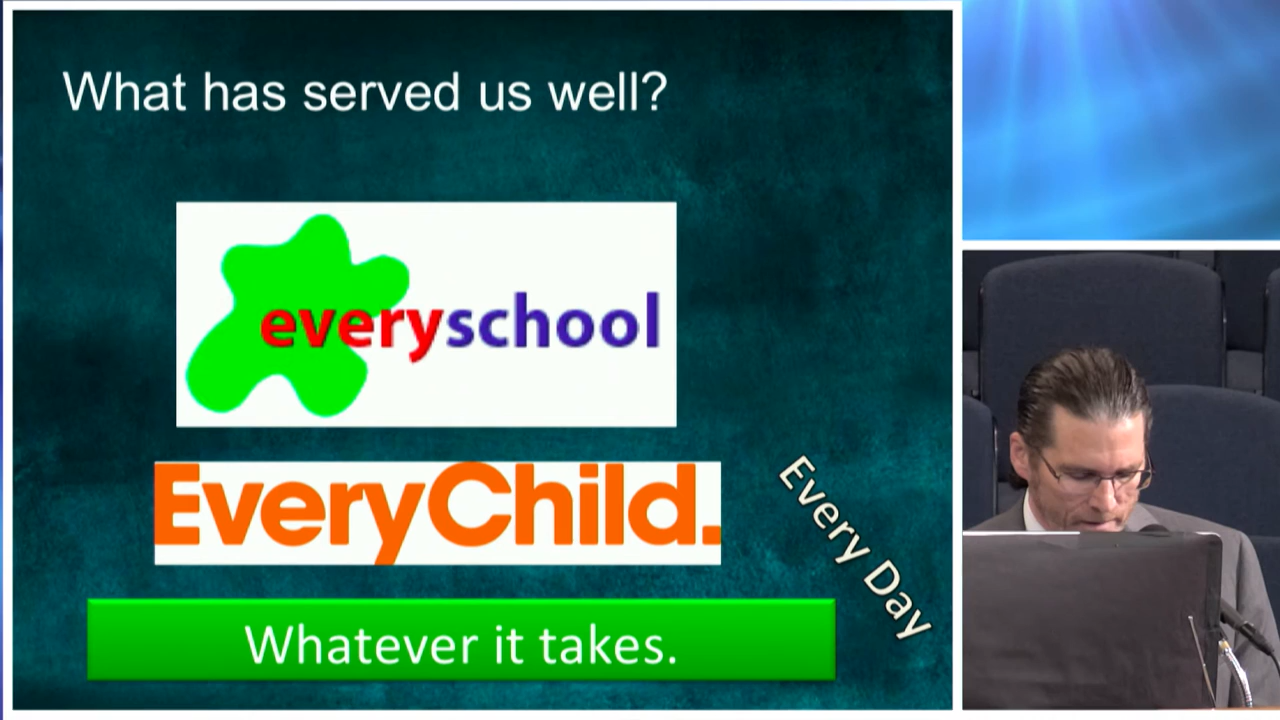 What has served us well?
everyschool
EveryChild.
Every Day
Whatever it takes.